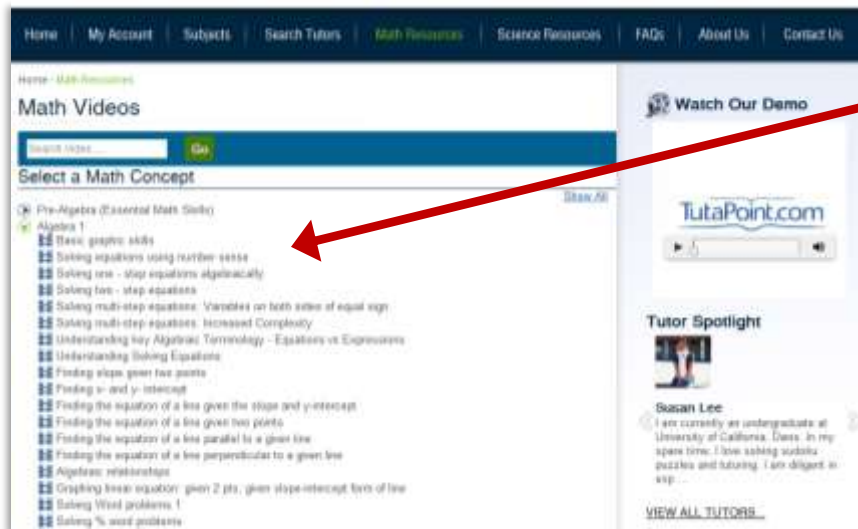 Home My Account Subjects Search Tutors Math Resources Science Resources FAQs About Us Contact Us
Home - Math Resources
Math Videos
Search video ... Go
Select a Math Concept
Show All
Pre-Algebra (Essential Math Skills)
Algebra 1
Basic graphic skills
Solving equations using number sense
Solving one - step equations algebraically
Solving two - step equations
Solving multi-step equations: Variables on both sides of equal sign
Solving multi-step equations: Increased Complexity
Understanding key Algebraic Terminology - Equations vs Expressions
Understanding Solving Equations
Finding slope given two points
Finding x- and y- intercept
Finding the equation of a line given the slope and y-intercept
Finding the equation of a line given two points
Finding the equation of a line parallel to a given line
Finding the equation of a line perpendicular to a given line
Algebraic relationships
Graphing linear equation: given 2 pts, given slope-intercept form of line
Solving Word problems 1
Solving % word problems
Watch Our Demo
TutaPoint.com
Tutor Spotlight
Susan Lee
I am currently an undergraduate at
University of California, Davis. In my
spare time, I love solving sudoku
puzzles and tutoring. I am diligent in
exp ...
VIEW ALL TUTORS...